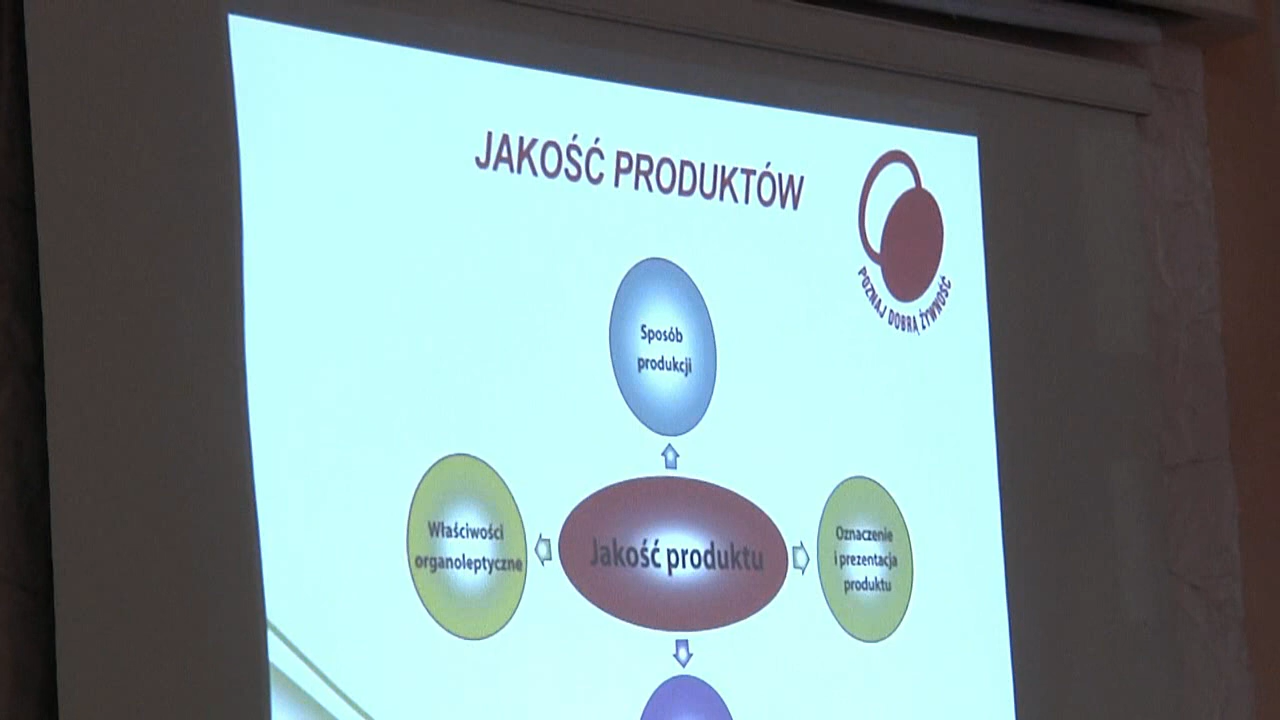 JAKOŚĆ PRODUKTÓW
POZNAJ DOBRĄ ŻYWNOŚĆ
Sposób
produkcji
Właściwości
organoleptyczne
Jakość produktu
Oznaczenie
i prezentacja
produktu